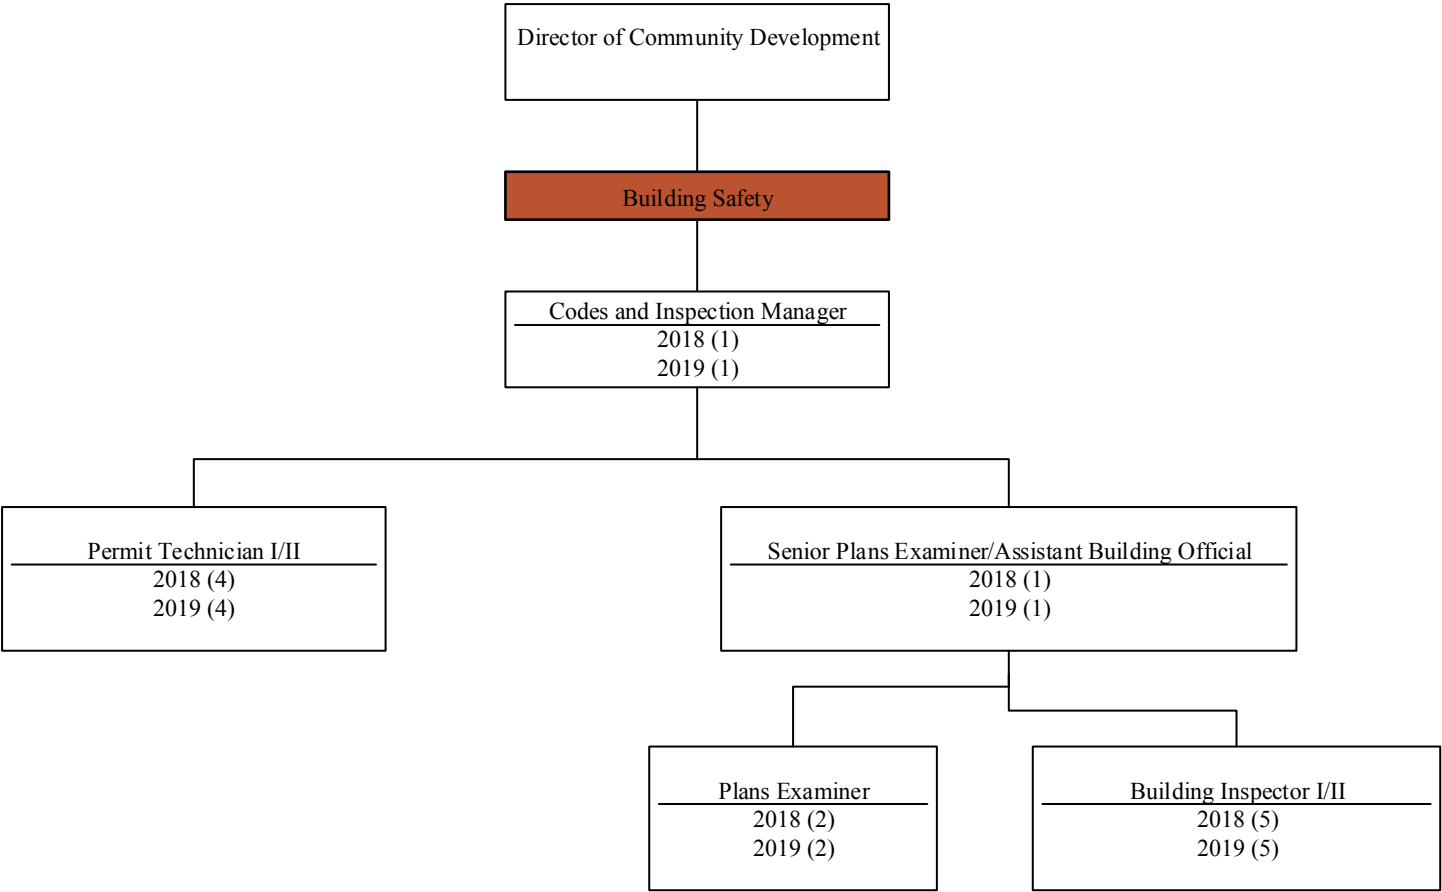 Director of Community Development
Building Safety
Codes and Inspection Manager
2018 (1)
2019 (1)
Permit Technician I/II
2018 (4)
2019 (4)
Senior Plans Examiner/Assistant Building Official
2018 (1)
2019 (1)
Plans Examiner
2018 (2)
2019 (2)
Building Inspector I/II
2018 (5)
2019 (5)